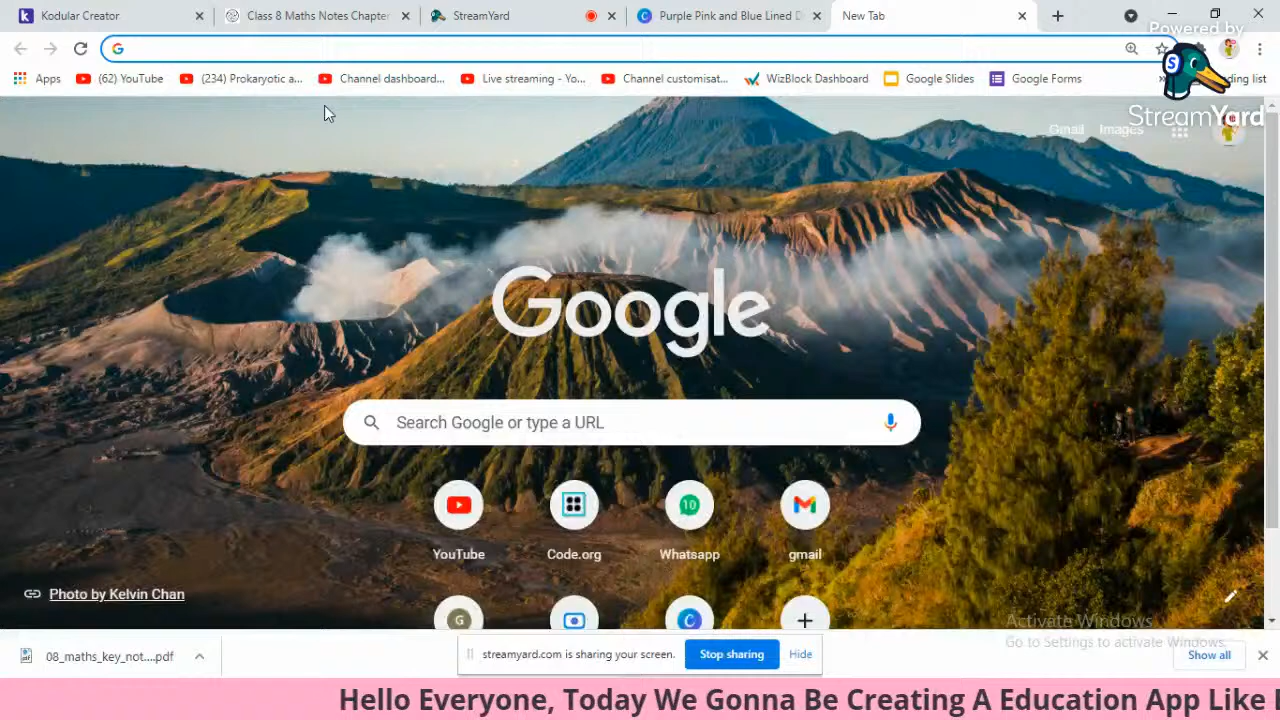 Kodular Creator
Class 8 Maths Notes Chapter
StreamYard
Purple Pink and Blue Lined D
New Tab
Powered by
Apps
(62) YouTube
(234) Prokaryotic a...
Channel dashboard...
Live streaming - Yo...
Channel customisat...
WizBlock Dashboard
Google Slides
Google Forms
ding list
StreamYard
Gmail
Images
Google
Search Google or type a URL
10
YouTube
Code.org
Whatsapp
gmail
G
Photo by Kelvin Chan
Activate Windows
Go to Settings to activate Windows.
08_maths_key_not....pdf
streamyard.com is sharing your screen.
Stop sharing
Hide
Show all
Hello Everyone, Today We Gonna Be Creating A Education App Like